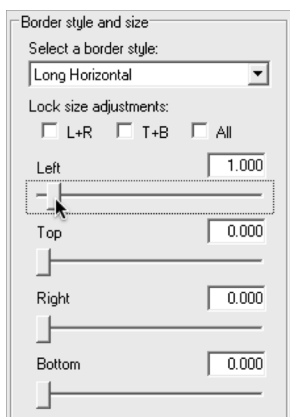 Border style and size
Select a border style:
Long Horizontal
Lock size adjustments:
L+R T+B All
Left 1.000
Top 0.000
Right 0.000
Bottom 0.000